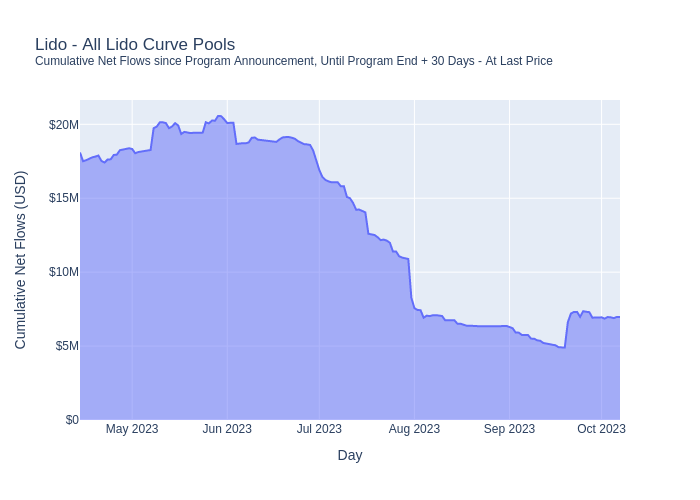 Lido - All Lido Curve Pools
Cumulative Net Flows since Program Announcement, Until Program End + 30 Days - At Last Price
Cumulative Net Flows (USD)
$20M
$15M
$10M
$5M
$0
May 2023
Jun 2023
Jul 2023
Aug 2023
Sep 2023
Oct 2023
Day